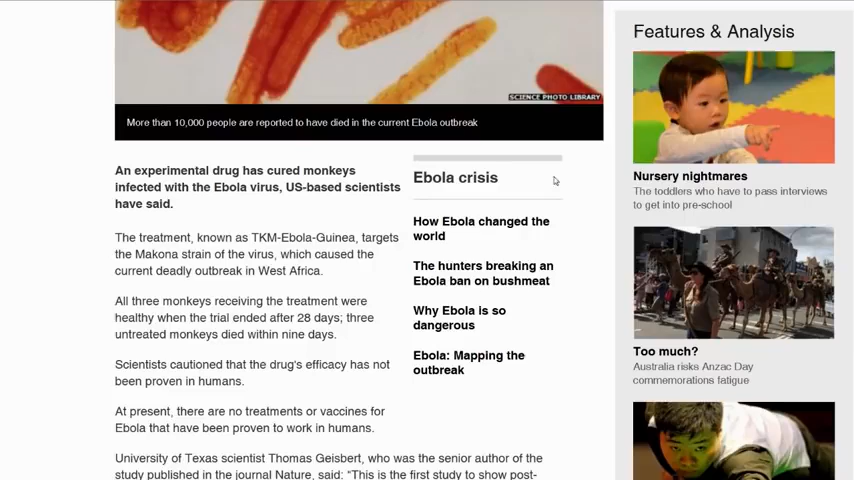 SCIENCE PHOTO LIBRARY
More than 10,000 people are reported to have died in the current Ebola outbreak
An experimental drug has cured monkeys
infected with the Ebola virus, US-based scientists
have said.
The treatment, known as TKM-Ebola-Guinea, targets
the Makona strain of the virus, which caused the
current deadly outbreak in West Africa.
All three monkeys receiving the treatment were
healthy when the trial ended after 28 days; three
untreated monkeys died within nine days.
Scientists cautioned that the drug's efficacy has not
been proven in humans.
At present, there are no treatments or vaccines for
Ebola that have been proven to work in humans.
University of Texas scientist Thomas Geisbert, who was the senior author of the
study published in the journal Nature, said: "This is the first study to show post-
Ebola crisis
How Ebola changed the
world
The hunters breaking an
Ebola ban on bushmeat
Why Ebola is so
dangerous
Ebola: Mapping the
outbreak
Features & Analysis
Nursery nightmares
The toddlers who have to pass interviews
to get into pre-school
Too much?
Australia risks Anzac Day
commemorations fatigue